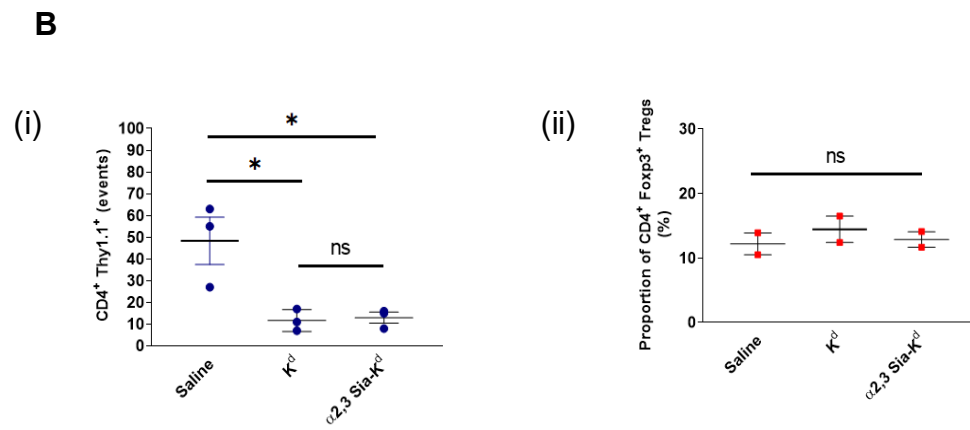 B
(i)
CD4⁺ Thy1.1⁺ (events)
100
90
80
70
60
50
40
30
20
10
0
*
*
ns
Saline
Kᵈ
α2,3 Sia-Kᵈ
(ii)
Proportion of CD4⁺ Foxp3⁺ Tregs
(%)
30
20
10
0
ns
Saline
Kᵈ
α2,3 Sia-Kᵈ